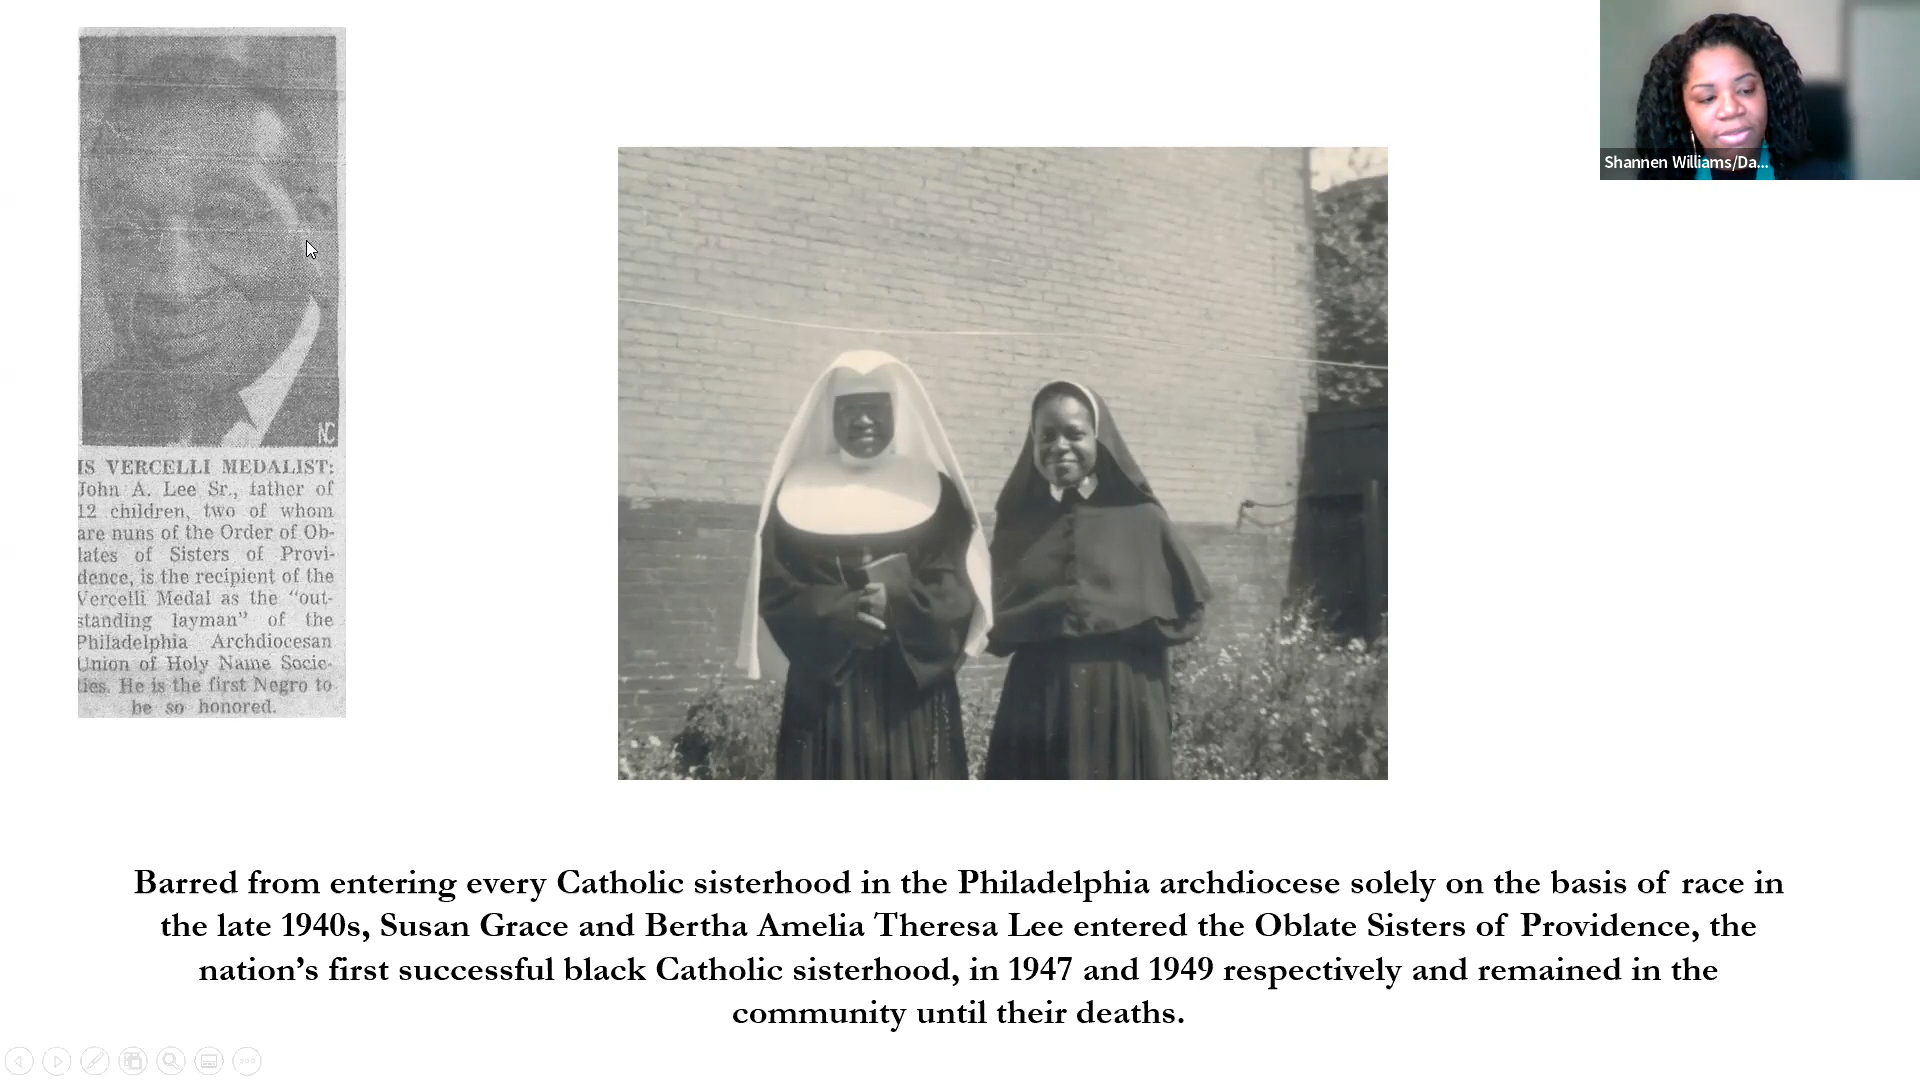 NC
IS VERCELLI MEDALIST:
John A. Lee Sr., father of
12 children, two of whom
are nuns of the Order of Ob-
lates of Sisters of Provi-
dence, is the recipient of the
Vercelli Medal as the “out-
standing layman” of the
Philadelphia Archdiocesan
Union of Holy Name Socie-
ties. He is the first Negro to
be so honored.
Shannen Williams/Da...
Barred from entering every Catholic sisterhood in the Philadelphia archdiocese solely on the basis of race in
the late 1940s, Susan Grace and Bertha Amelia Theresa Lee entered the Oblate Sisters of Providence, the
nation’s first successful black Catholic sisterhood, in 1947 and 1949 respectively and remained in the
community until their deaths.